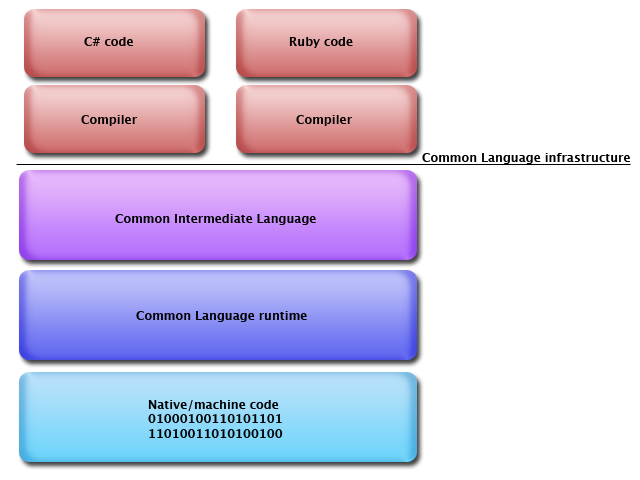 C# code
Ruby code
Compiler
Compiler
Common Language infrastructure
Common Intermediate Language
Common Language runtime
Native/machine code
01000100110101101
11010011010100100